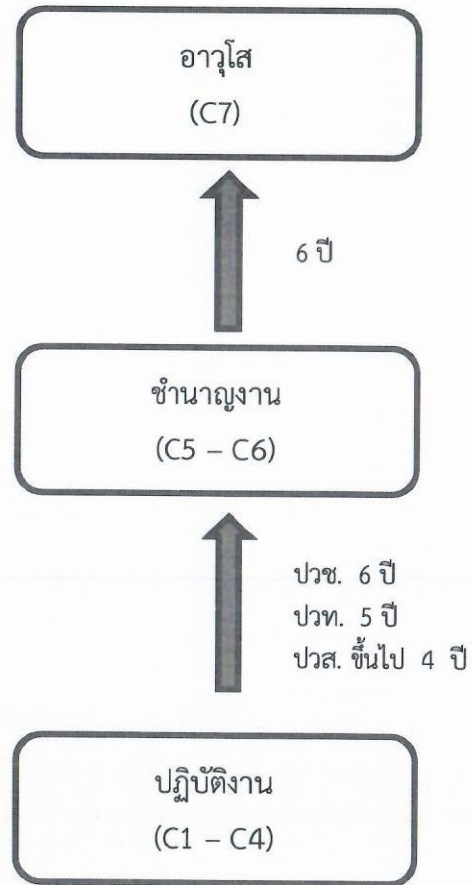 อาวุโส
(C7)
6 ปี
ชำนาญงาน
(C5 – C6)
ปวช. 6 ปี
ปวท. 5 ปี
ปวส. ขึ้นไป 4 ปี
ปฏิบัติงาน
(C1 – C4)